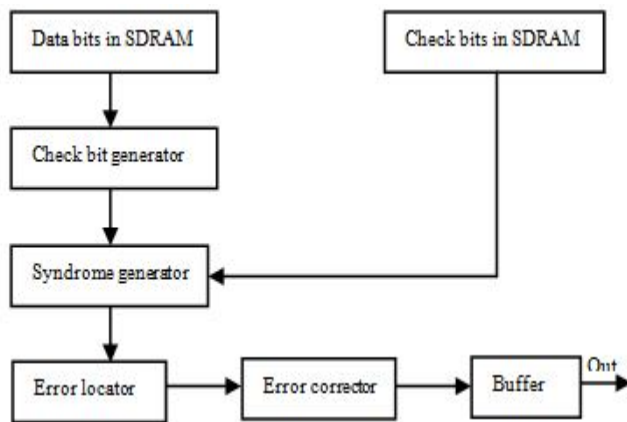 Data bits in SDRAM
Check bits in SDRAM
Check bit generator
Syndrome generator
Error locator
Error corrector
Buffer
Out